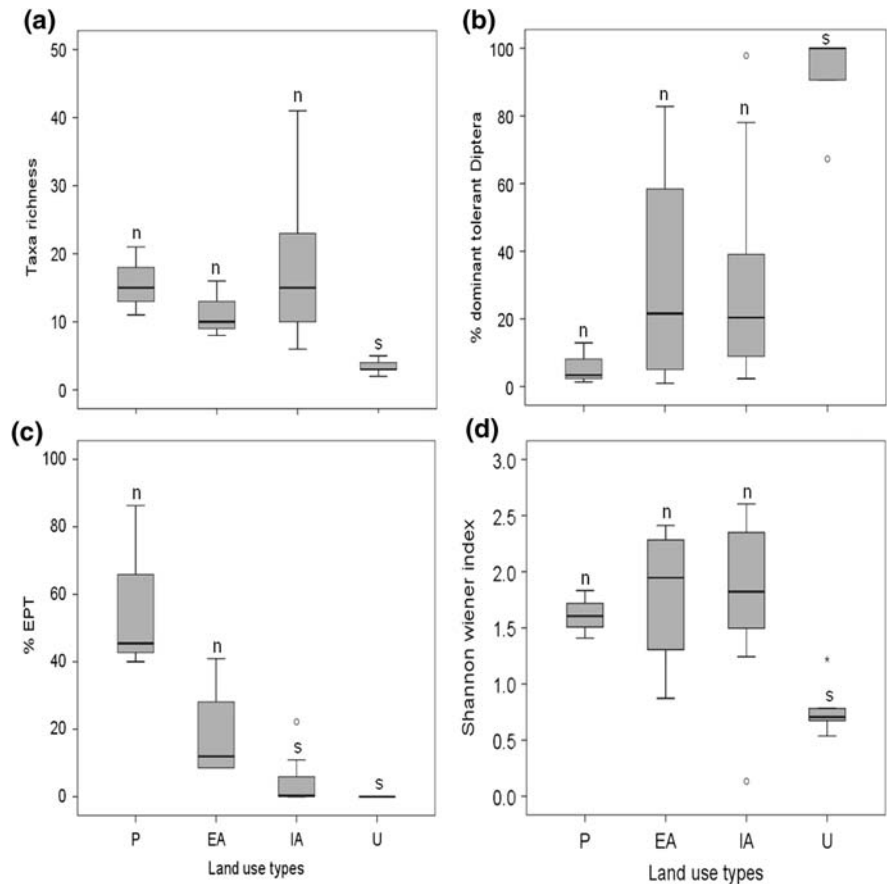 (a)
50
40
30
20
10
0
Taxa richness
n
n
n
s
(b)
100
80
60
40
20
0
% dominant tolerant Diptera
n
n
n
s
(c)
100
80
60
40
20
0
% EPT
n
n
s
s
P EA IA U
Land use types
(d)
3.0
2.5
2.0
1.5
1.0
0.5
0.0
Shannon wiener index
n
n
n
*
s
P EA IA U
Land use types